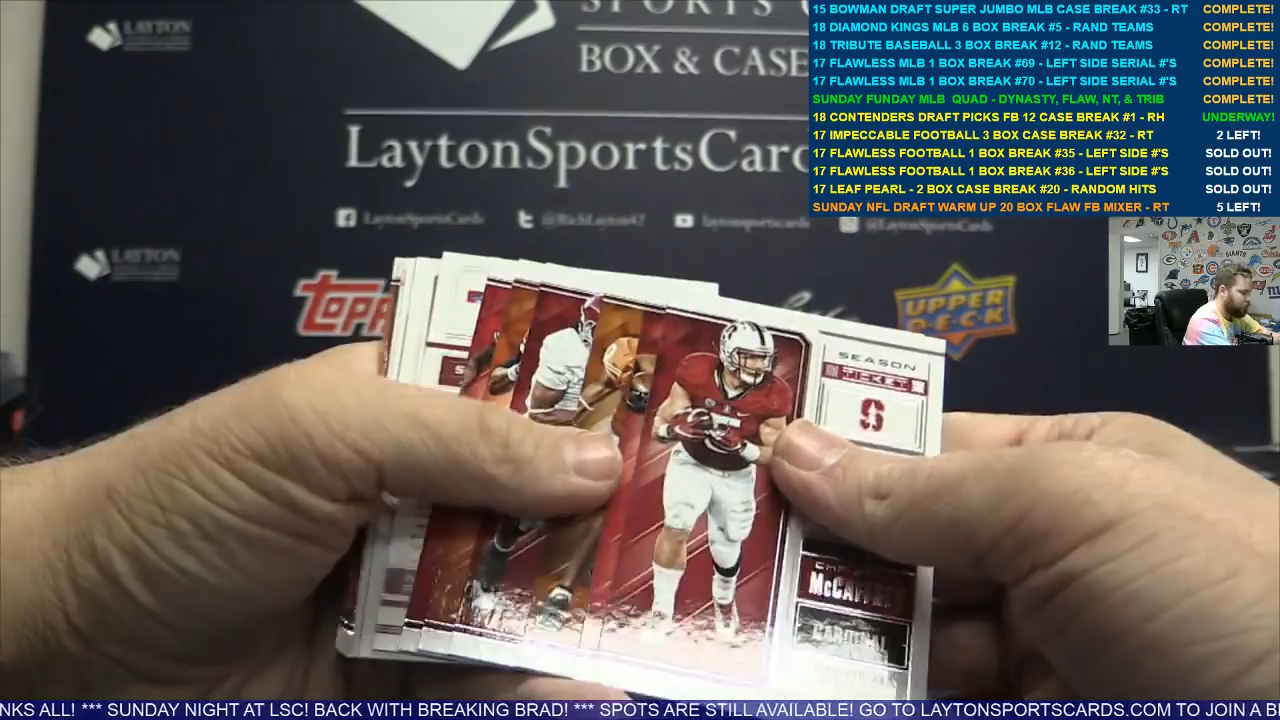 SPORTS C
BOX & CASE
LAYTON
LaytonSportsCard
LaytonSportsCards
@RichLayton47
laytonsportscards
@LaytonSportsCards
LAYTON
TOPP
UPPER
DECK
15 BOWMAN DRAFT SUPER JUMBO MLB CASE BREAK #33 - RT COMPLETE!
18 DIAMOND KINGS MLB 6 BOX BREAK #5 - RAND TEAMS COMPLETE!
18 TRIBUTE BASEBALL 3 BOX BREAK #12 - RAND TEAMS COMPLETE!
17 FLAWLESS MLB 1 BOX BREAK #69 - LEFT SIDE SERIAL #'S COMPLETE!
17 FLAWLESS MLB 1 BOX BREAK #70 - LEFT SIDE SERIAL #'S COMPLETE!
SUNDAY FUNDAY MLB QUAD - DYNASTY, FLAW, NT, & TRIB COMPLETE!
18 CONTENDERS DRAFT PICKS FB 12 CASE BREAK #1 - RH UNDERWAY!
17 IMPECCABLE FOOTBALL 3 BOX CASE BREAK #32 - RT 2 LEFT!
17 FLAWLESS FOOTBALL 1 BOX BREAK #35 - LEFT SIDE #'S SOLD OUT!
17 FLAWLESS FOOTBALL 1 BOX BREAK #36 - LEFT SIDE #'S SOLD OUT!
17 LEAF PEARL - 2 BOX CASE BREAK #20 - RANDOM HITS SOLD OUT!
SUNDAY NFL DRAFT WARM UP 20 BOX FLAW FB MIXER - RT 5 LEFT!
SEASON
TICKET
S
McCAFF
CARDINAL
NKS ALL! *** SUNDAY NIGHT AT LSC! BACK WITH BREAKING BRAD! *** SPOTS ARE STILL AVAILABLE! GO TO LAYTONSPORTSCARDS.COM TO JOIN A B